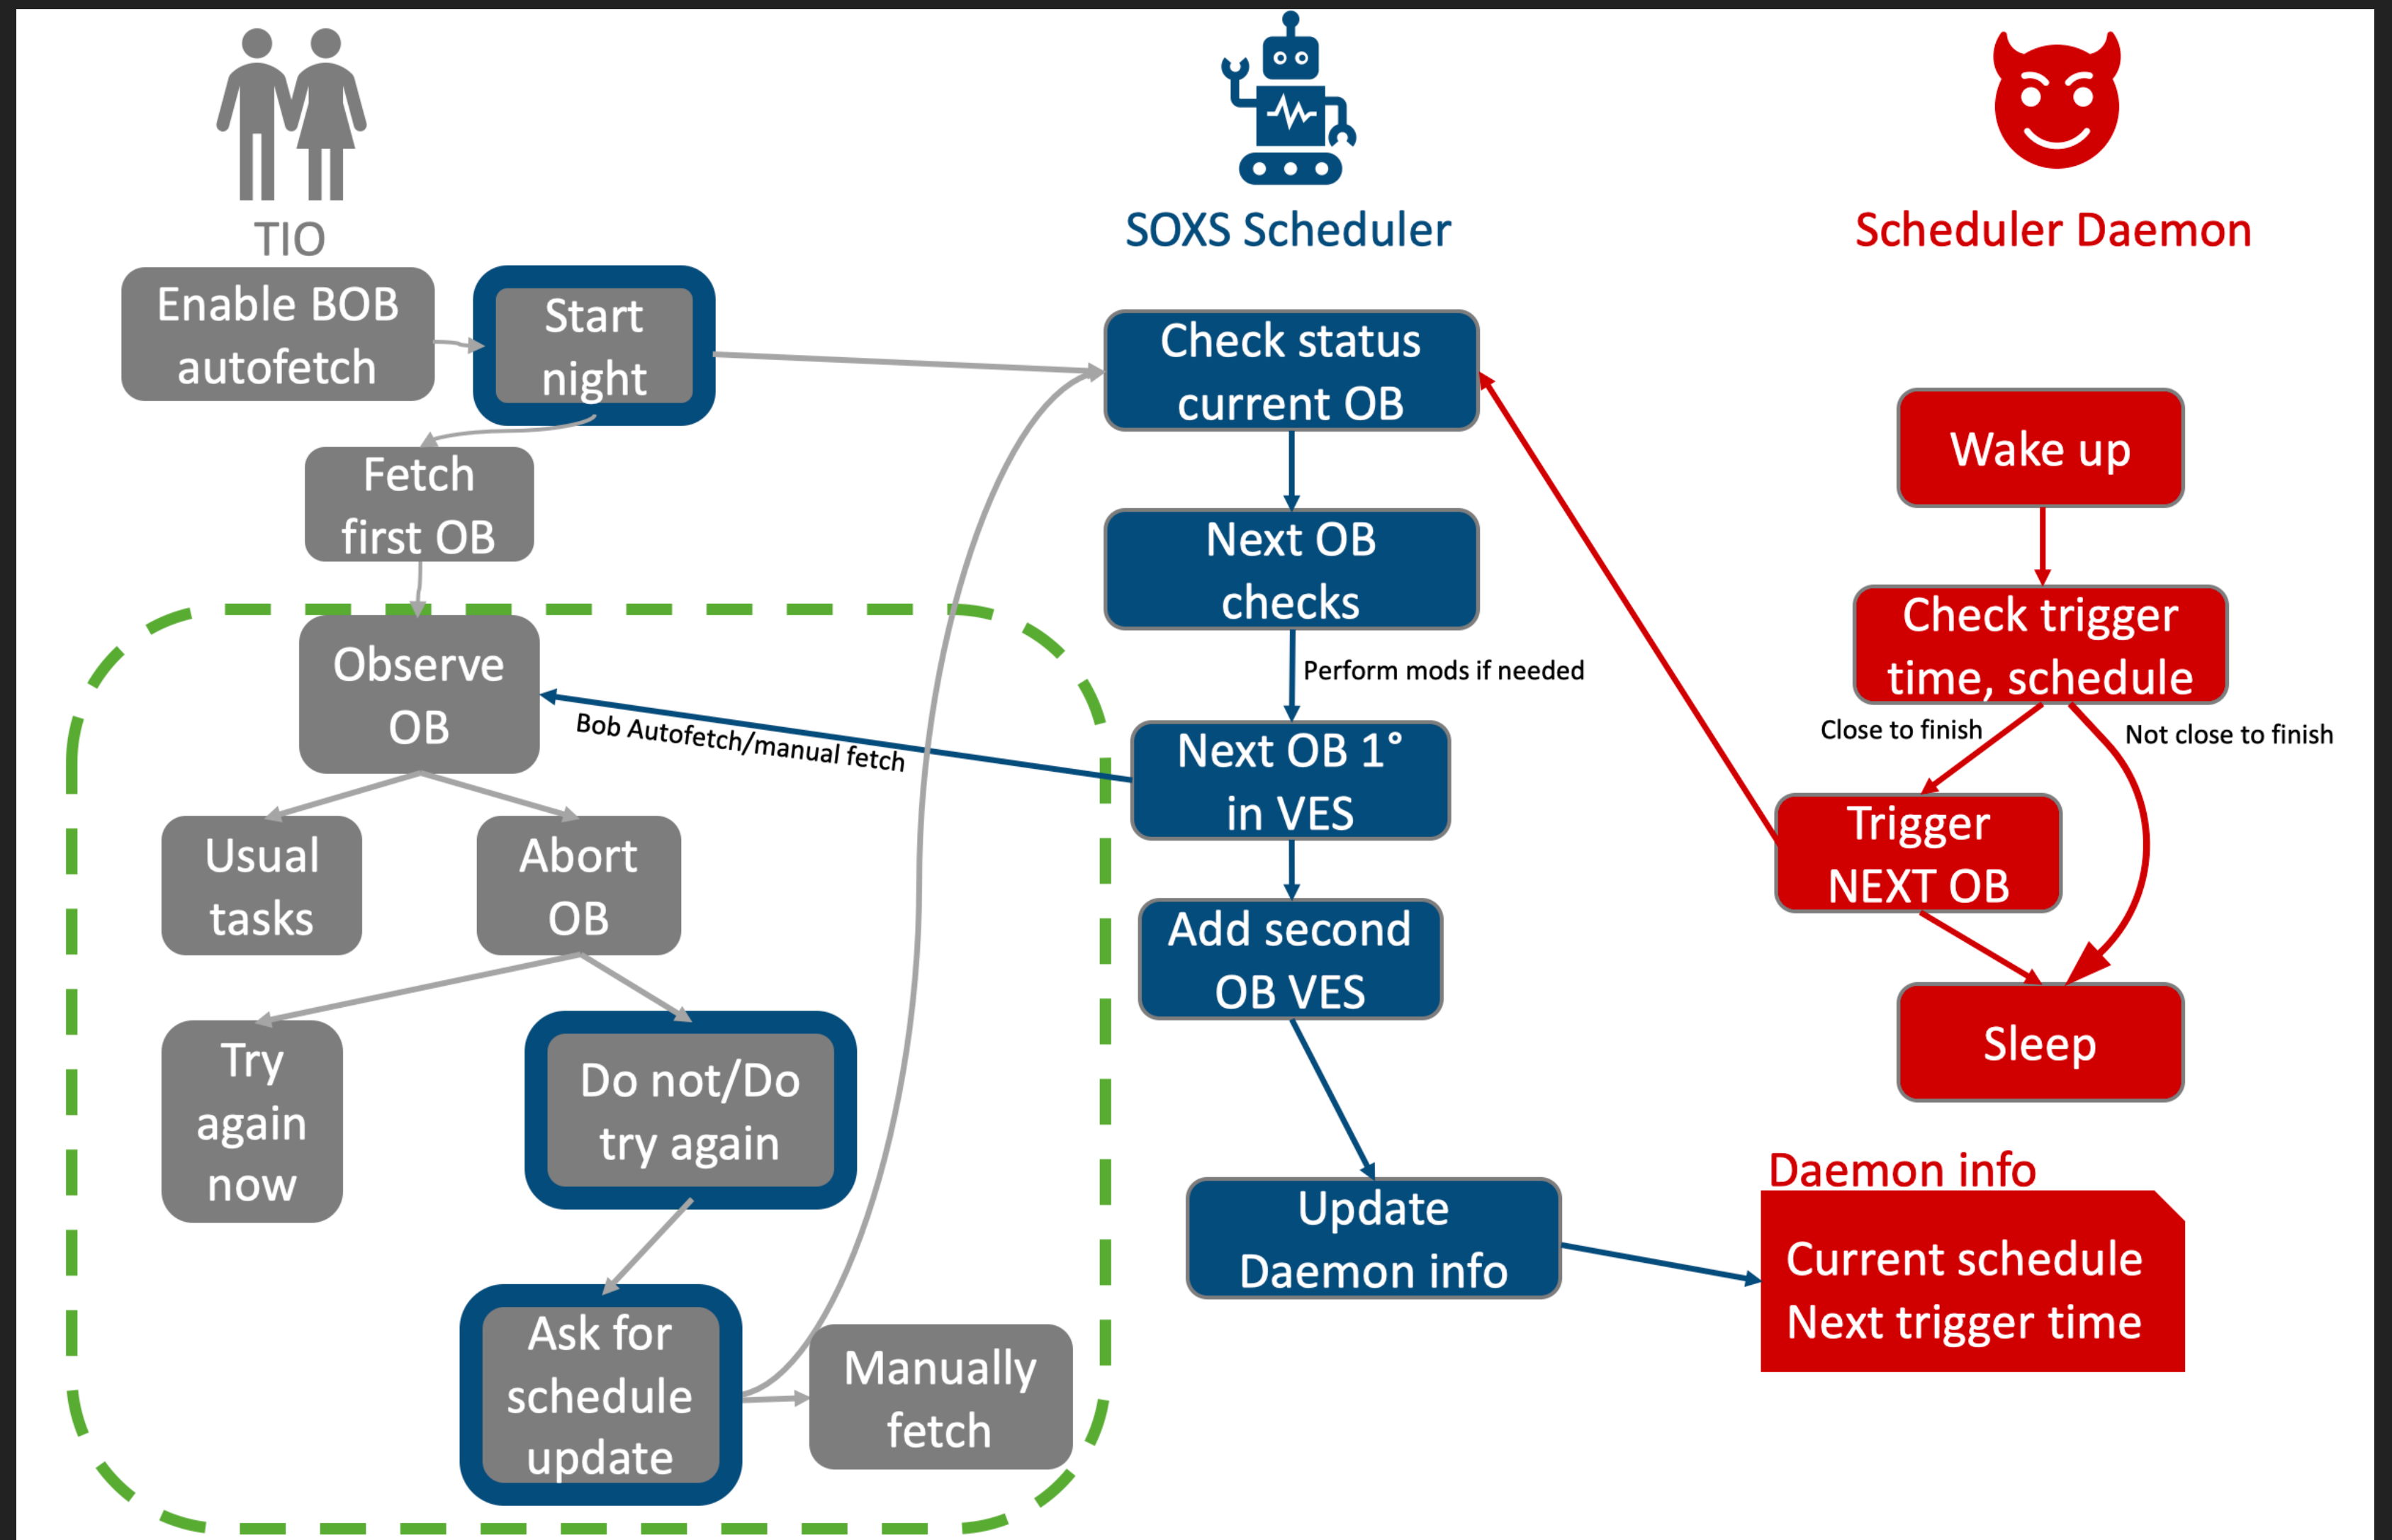 TIO
Enable BOB
autofetch
Start
night
Fetch
first OB
Observe
OB
Bob Autofetch/manual fetch
Usual
tasks
Abort
OB
Try
again
now
Do not/Do
try again
Ask for
schedule
update
Manually
fetch
SOXS Scheduler
Check status
current OB
Next OB
checks
Perform mods if needed
Next OB 1°
in VES
Add second
OB VES
Update
Daemon info
Scheduler Daemon
Wake up
Check trigger
time, schedule
Close to finish
Not close to finish
Trigger
NEXT OB
Sleep
Daemon info
Current schedule
Next trigger time